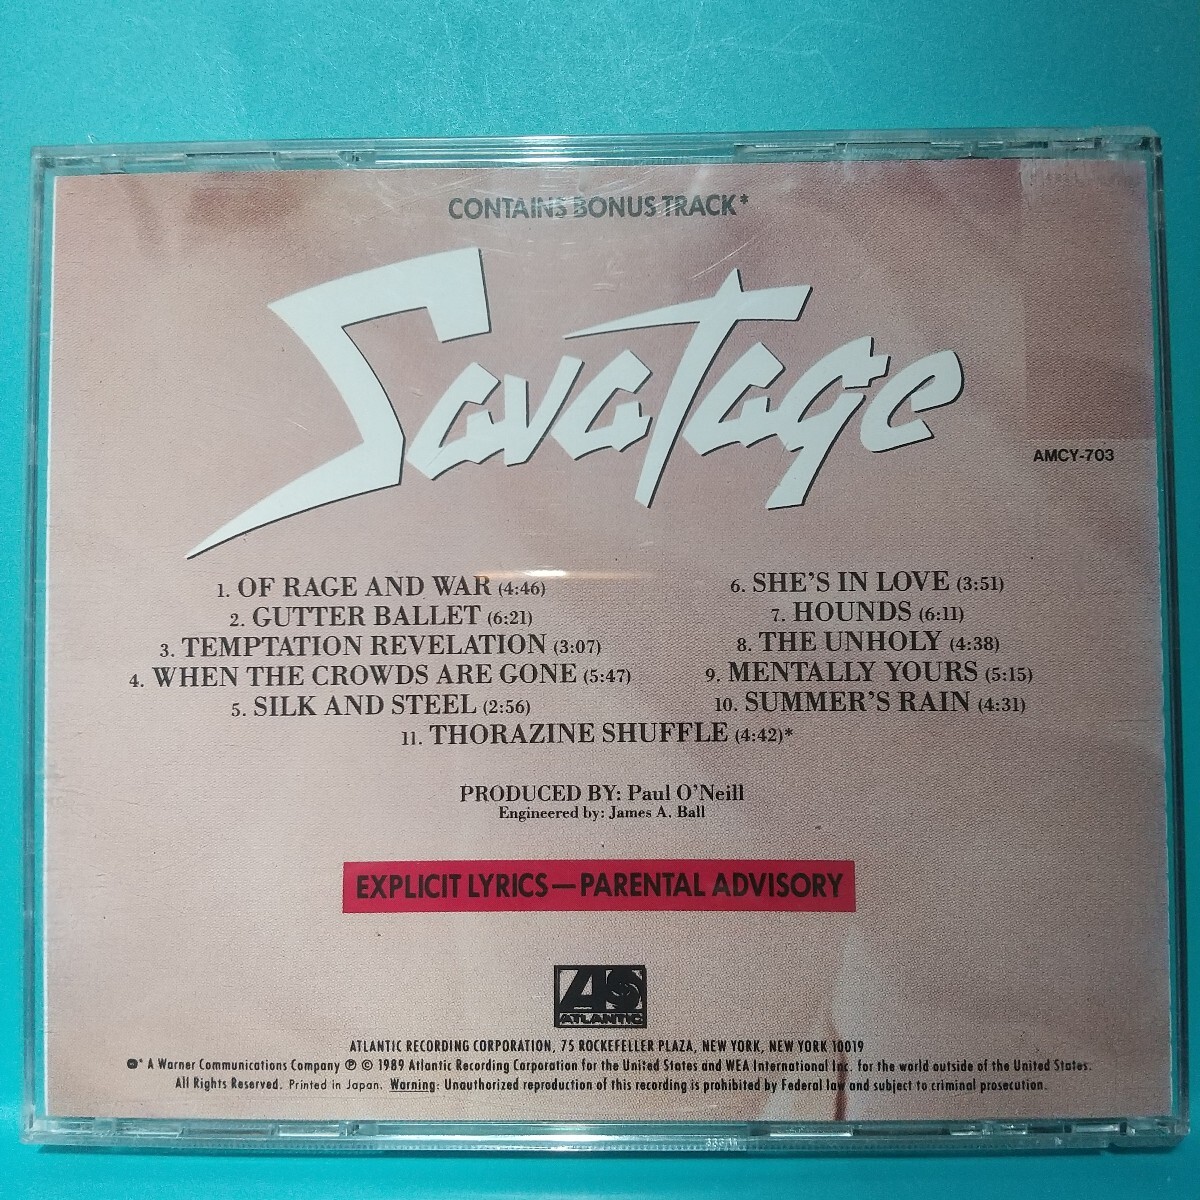 CONTAINS BONUS TRACK*
Savatage
AMCY-703
1. OF RAGE AND WAR (4:46)
2. GUTTER BALLET (6:21)
3. TEMPTATION REVELATION (3:07)
4. WHEN THE CROWDS ARE GONE (5:47)
5. SILK AND STEEL (2:56)
6. SHE'S IN LOVE (3:51)
7. HOUNDS (6:11)
8. THE UNHOLY (4:38)
9. MENTALLY YOURS (5:15)
10. SUMMER'S RAIN (4:31)
11. THORAZINE SHUFFLE (4:42)*
PRODUCED BY: Paul O'Neill
Engineered by: James A. Ball
EXPLICIT LYRICS—PARENTAL ADVISORY
ATLANTIC
ATLANTIC RECORDING CORPORATION, 75 ROCKEFELLER PLAZA, NEW YORK, NEW YORK 10019
* A Warner Communications Company ℗ © 1989 Atlantic Recording Corporation for the United States and WEA International Inc. for the world outside of the United States.
All Rights Reserved. Printed in Japan. Warning: Unauthorized reproduction of this recording is prohibited by Federal law and subject to criminal prosecution.